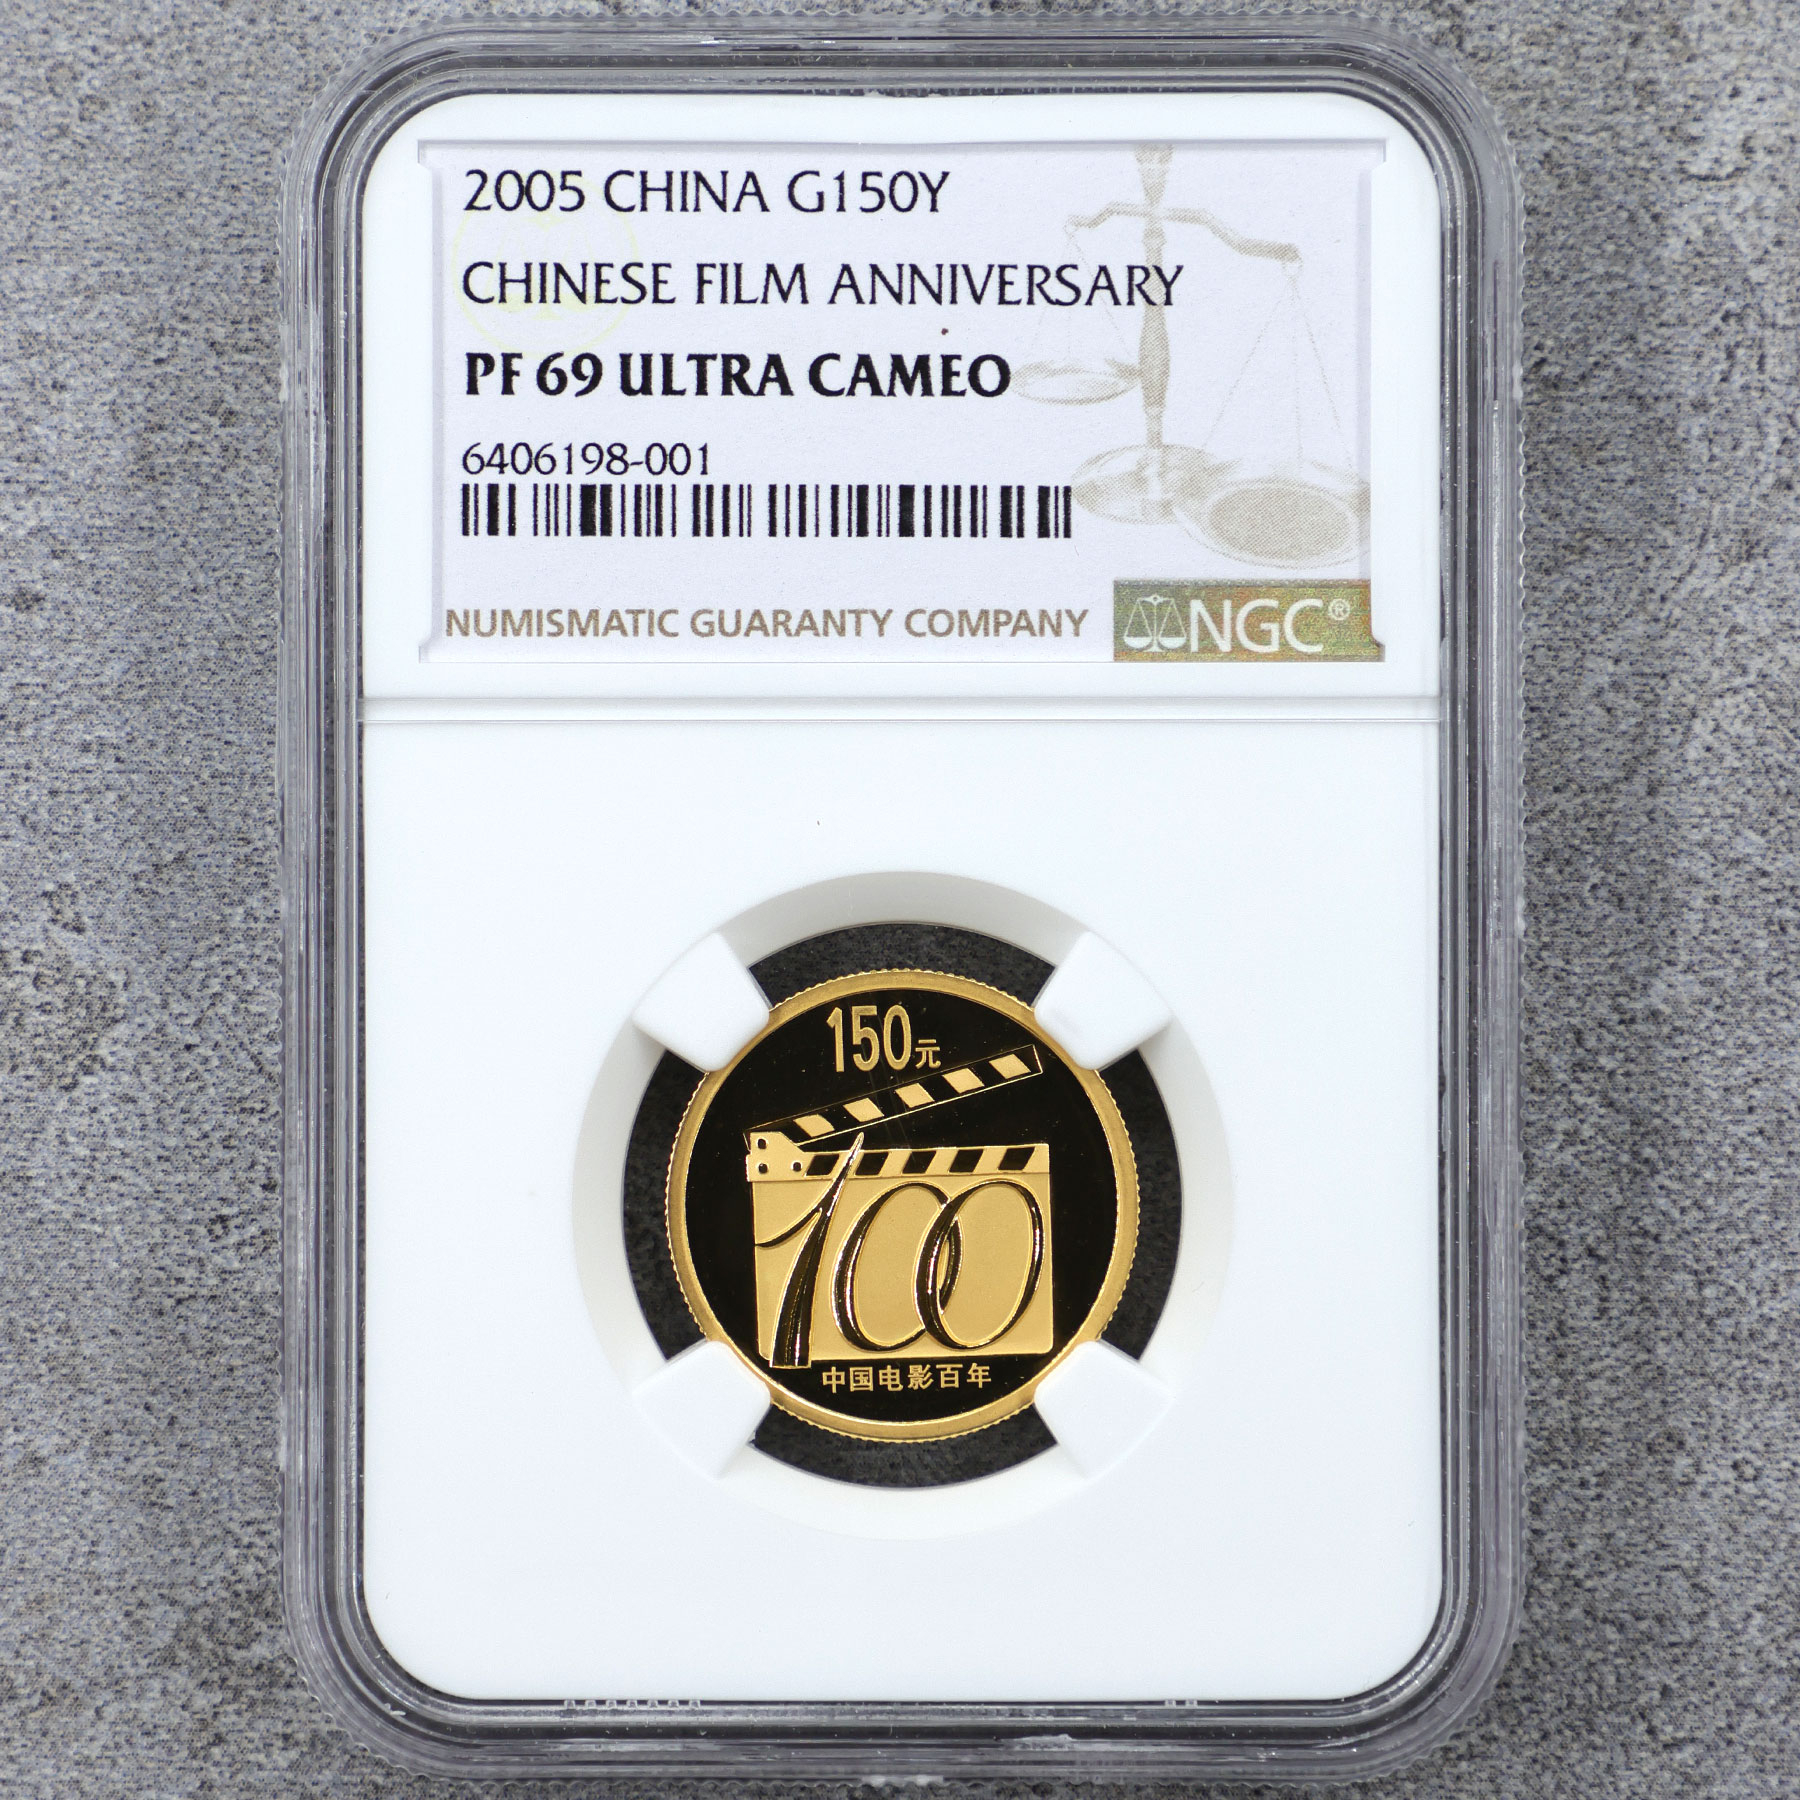 2005 CHINA G150Y
CHINESE FILM ANNIVERSARY
PF 69 ULTRA CAMEO
6406198-001
NUMISMATIC GUARANTY COMPANY
NGC®
150元
100
中国电影百年